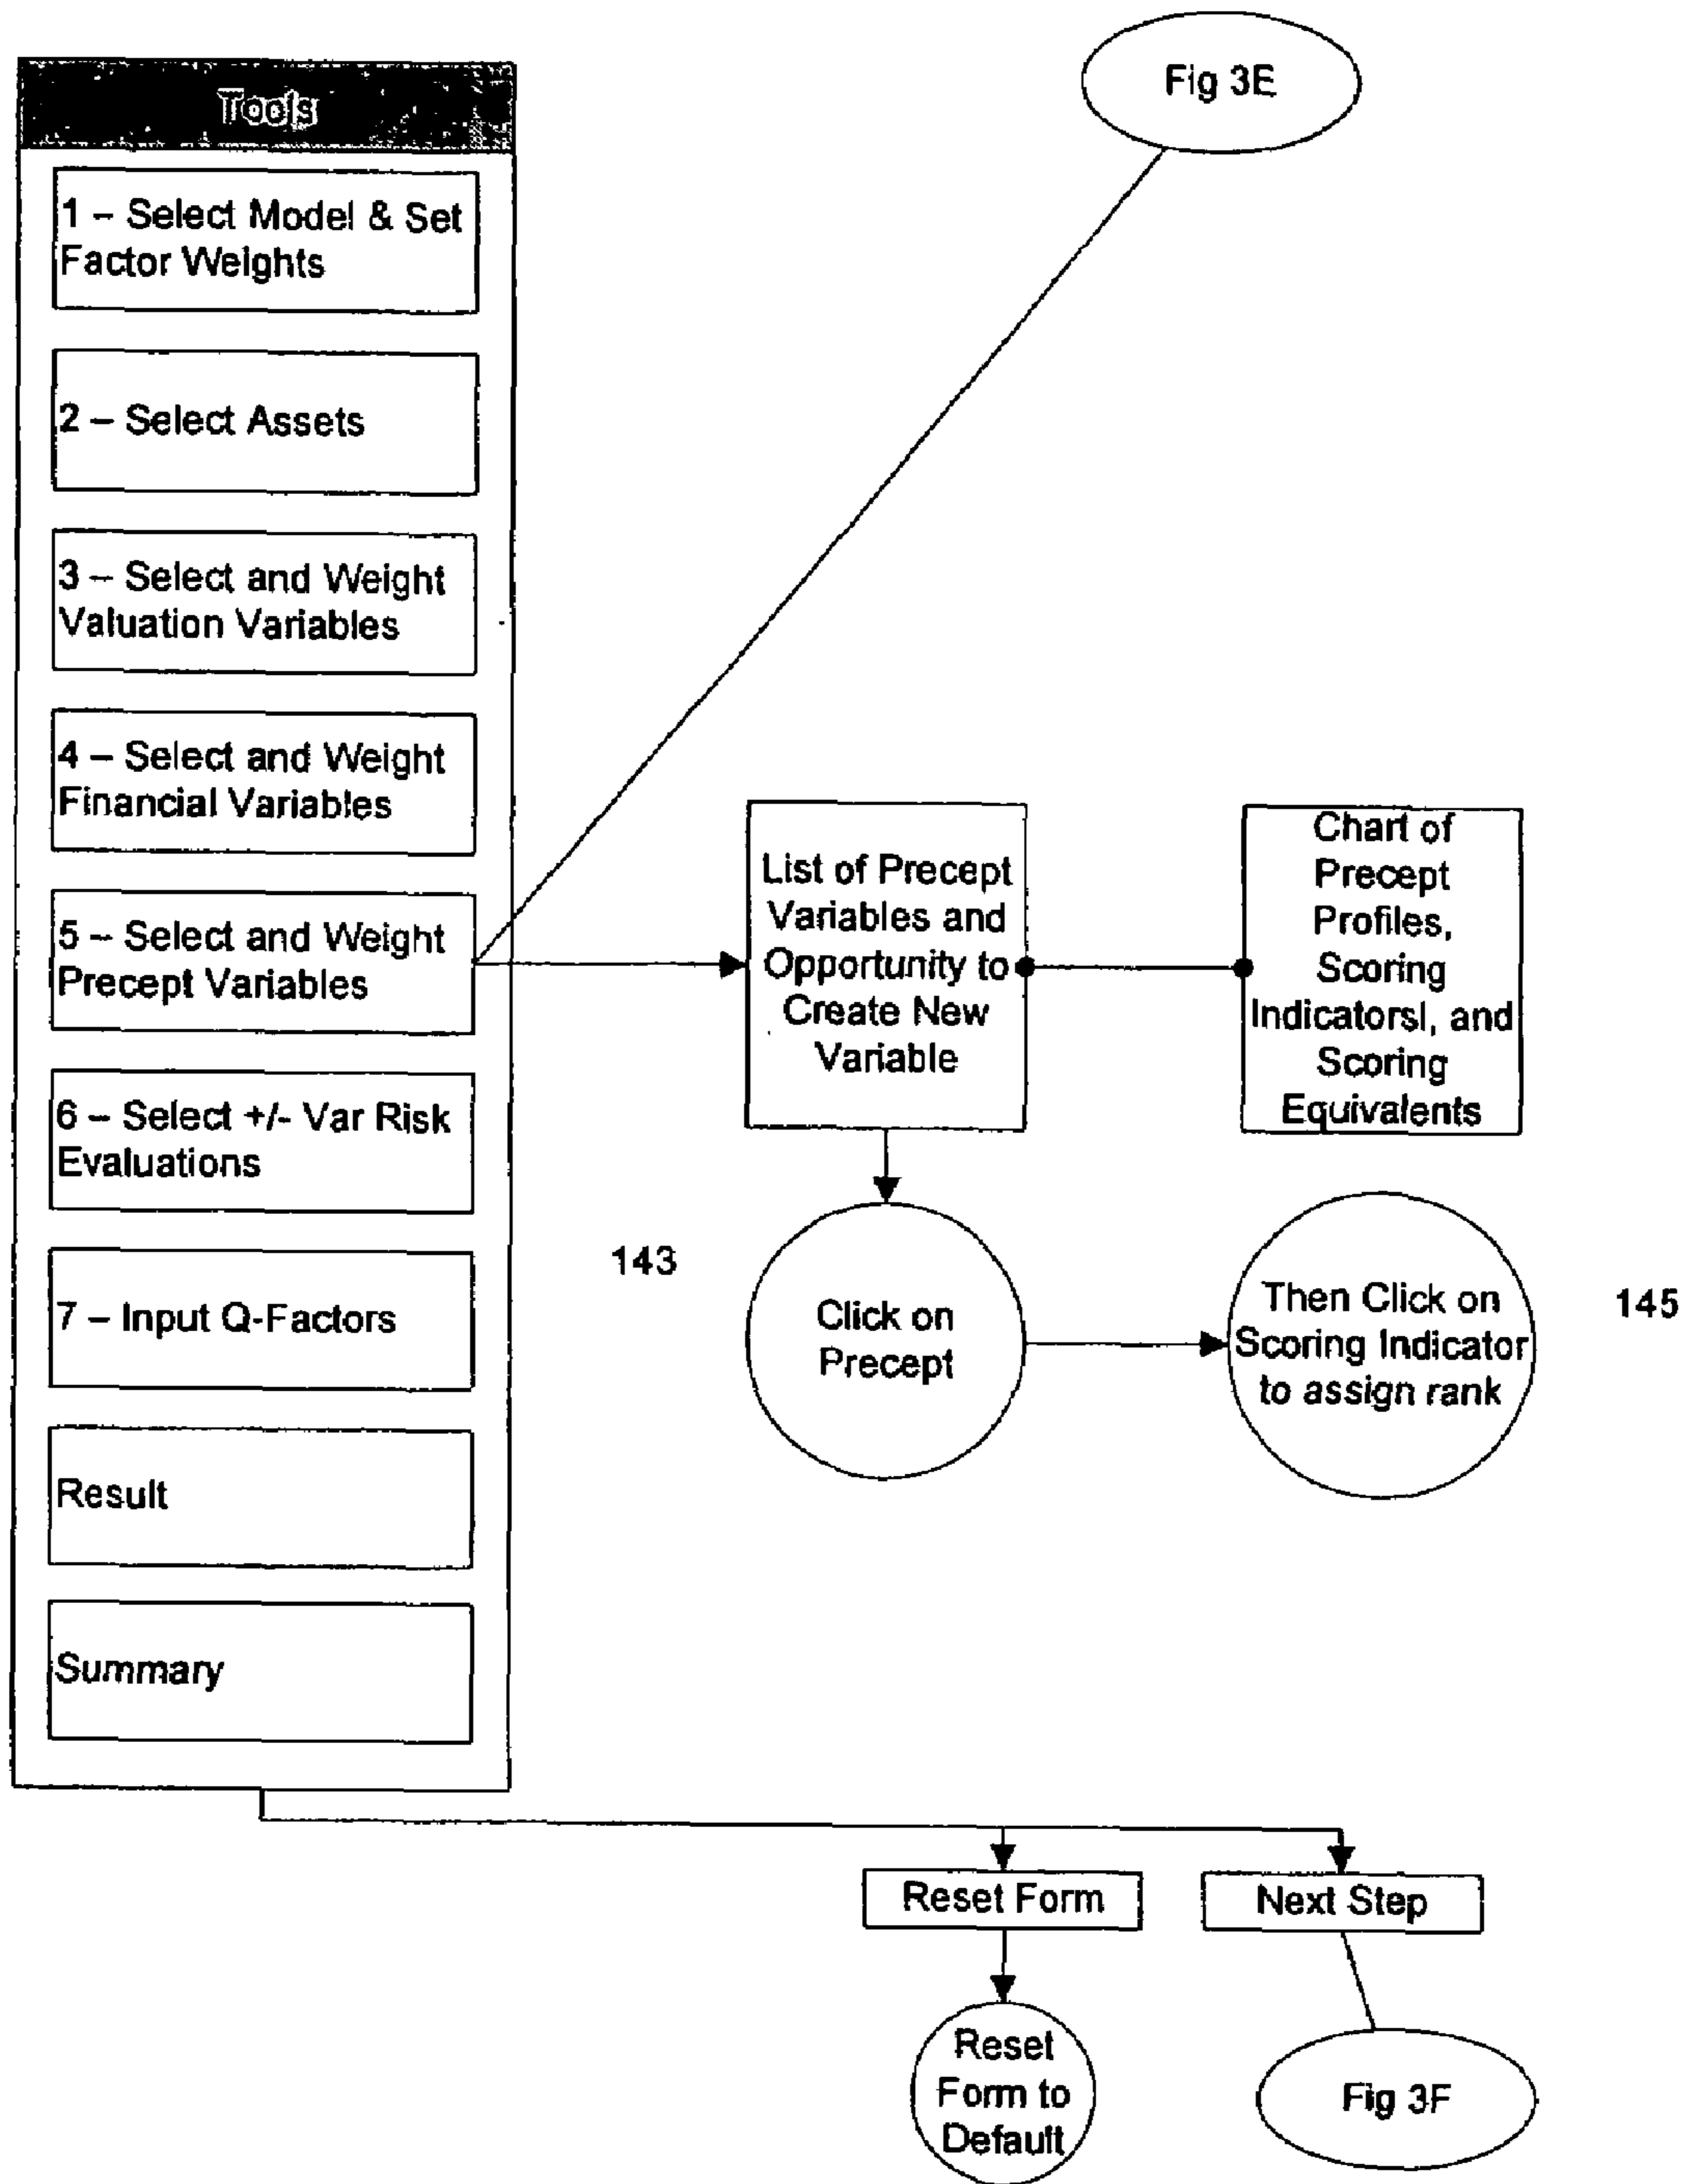 Fig 3E
Tools
1 – Select Model & Set
Factor Weights
2 – Select Assets
3 – Select and Weight
Valuation Variables
4 – Select and Weight
Financial Variables
5 – Select and Weight
Precept Variables
6 – Select +/- Var Risk
Evaluations
7 – Input Q-Factors
Result
Summary
List of Precept
Variables and
Opportunity to
Create New
Variable
Chart of
Precept
Profiles,
Scoring
Indicatorsl, and
Scoring
Equivalents
143
Click on
Precept
Then Click on
Scoring Indicator
to assign rank
145
Reset Form
Next Step
Reset
Form to
Default
Fig 3F